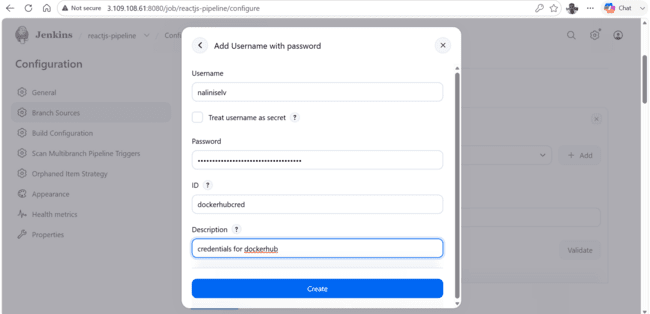 Not secure 3.109.108.61:8080/job/reactjs-pipeline/configure
Chat
Jenkins / reactjs-pipeline
Configuration
General
Branch Sources
Build Configuration
Scan Multibranch Pipeline Triggers
Orphaned Item Strategy
Appearance
Health metrics
Properties
Add Username with password
Username
naliniselv
Treat username as secret ?
Password
ID ?
dockerhubcred
Description ?
credentials for dockerhub
Create
+ Add
Validate